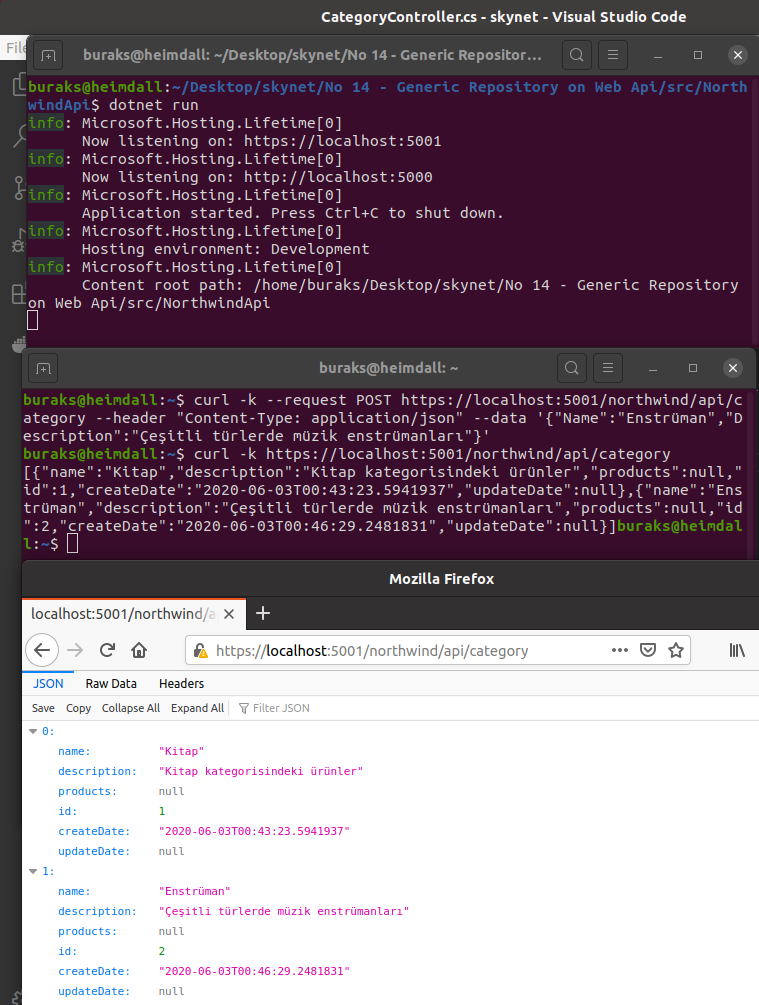 CategoryController.cs - skynet - Visual Studio Code
File
buraks@heimdall: ~/Desktop/skynet/No 14 - Generic Repositor...
buraks@heimdall:~/Desktop/skynet/No 14 - Generic Repository on Web Api/src/North
windApi$ dotnet run
info: Microsoft.Hosting.Lifetime[0]
Now listening on: https://localhost:5001
info: Microsoft.Hosting.Lifetime[0]
Now listening on: http://localhost:5000
info: Microsoft.Hosting.Lifetime[0]
Application started. Press Ctrl+C to shut down.
info: Microsoft.Hosting.Lifetime[0]
Hosting environment: Development
info: Microsoft.Hosting.Lifetime[0]
Content root path: /home/buraks/Desktop/skynet/No 14 - Generic Repository
on Web Api/src/NorthwindApi
buraks@heimdall: ~
buraks@heimdall:~$ curl -k --request POST https://localhost:5001/northwind/api/c
ategory --header "Content-Type: application/json" --data '{"Name":"Enstrüman","D
escription":"Çeşitli türlerde müzik enstrümanları"}'
buraks@heimdall:~$ curl -k https://localhost:5001/northwind/api/category
[{"name":"Kitap","description":"Kitap kategorisindeki ürünler","products":null,"
id":1,"createDate":"2020-06-03T00:43:23.5941937","updateDate":null},{"name":"Ens
trüman","description":"Çeşitli türlerde müzik enstrümanları","products":null,"id
":2,"createDate":"2020-06-03T00:46:29.2481831","updateDate":null}]buraks@heimdal
l:~$
Mozilla Firefox
localhost:5001/northwind/a
https://localhost:5001/northwind/api/category
JSON Raw Data Headers
Save Copy Collapse All Expand All Filter JSON
0:
name: "Kitap"
description: "Kitap kategorisindeki ürünler"
products: null
id: 1
createDate: "2020-06-03T00:43:23.5941937"
updateDate: null
1:
name: "Enstrüman"
description: "Çeşitli türlerde müzik enstrümanları"
products: null
id: 2
createDate: "2020-06-03T00:46:29.2481831"
updateDate: null